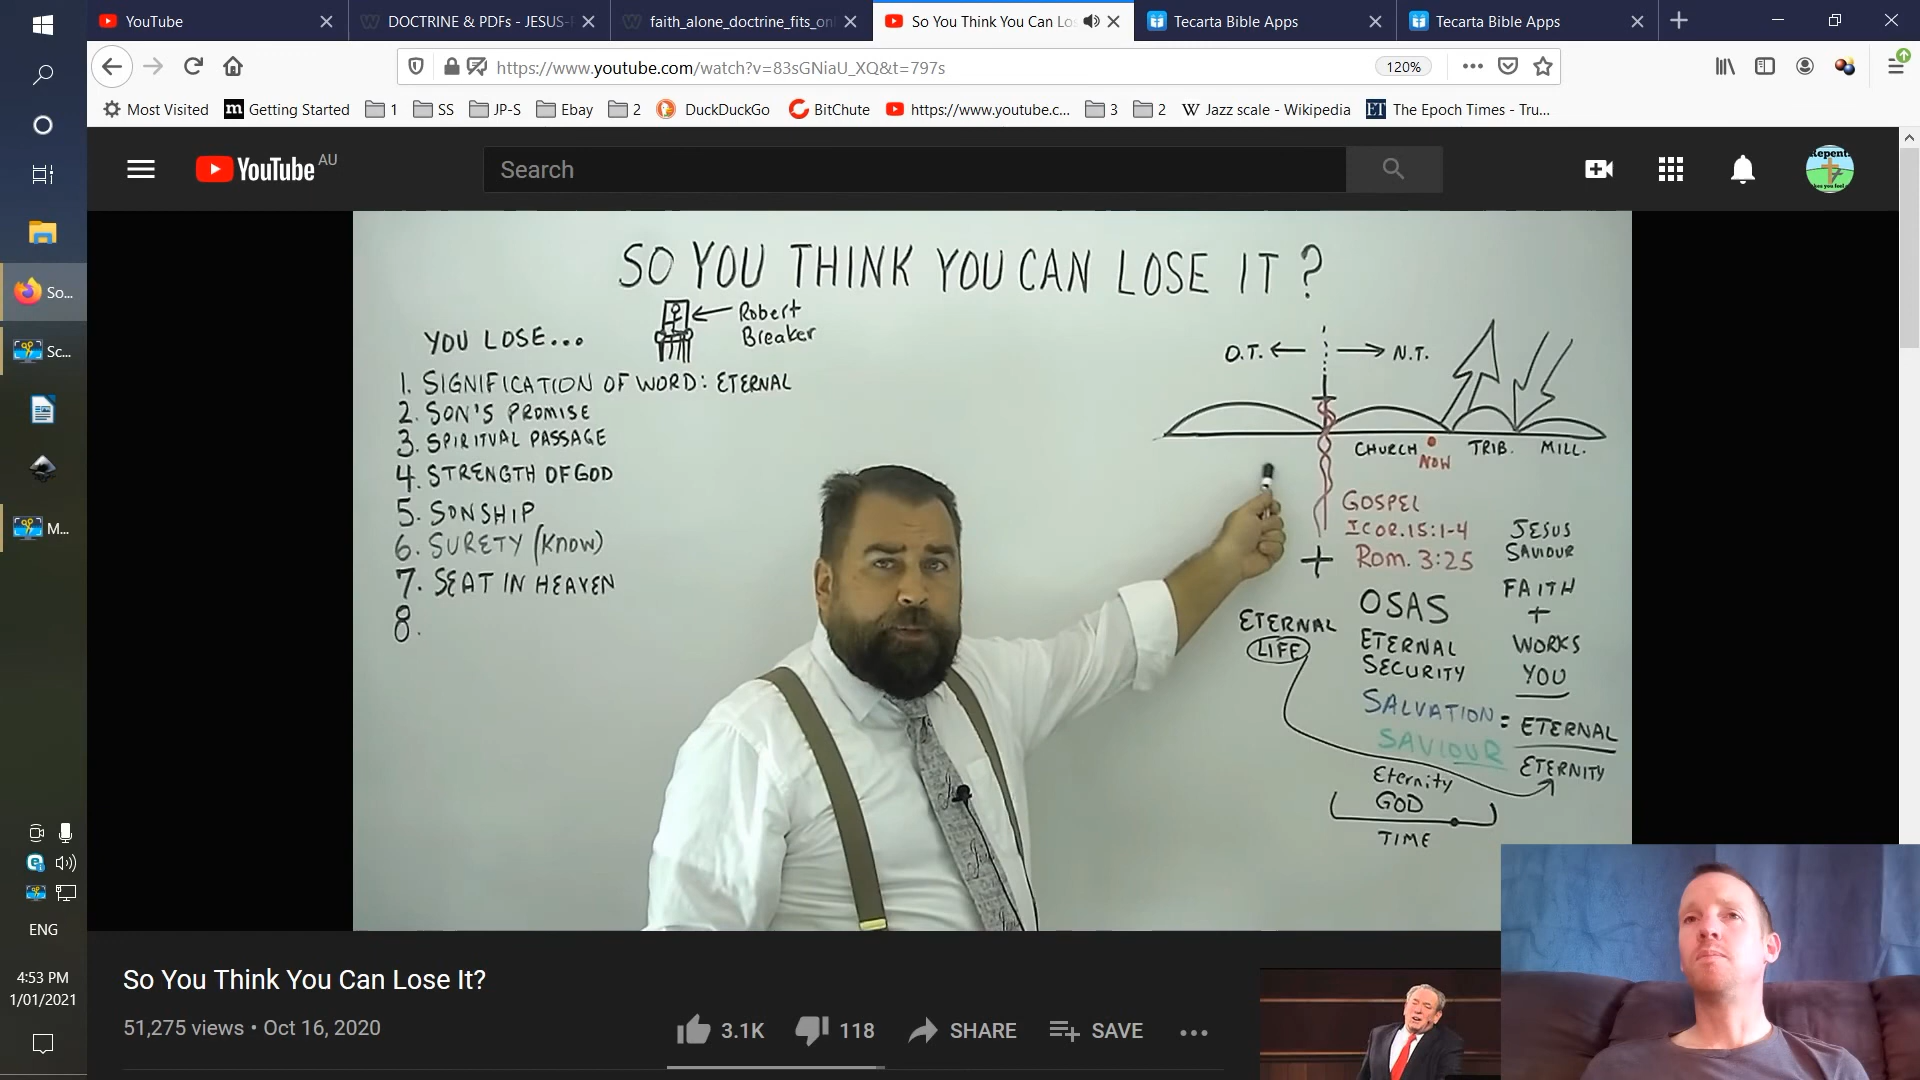 YouTube
DOCTRINE & PDFs - JESUS-
faith_alone_doctrine_fits_on
So You Think You Can Los
Tecarta Bible Apps
Tecarta Bible Apps
https://www.youtube.com/watch?v=83sGNiaU_XQ&t=797s
120%
Most Visited
m
Getting Started
1
SS
JP-S
Ebay
2
DuckDuckGo
BitChute
https://www.youtube.c...
3
2
W
Jazz scale - Wikipedia
ET
The Epoch Times - Tru...
YouTube AU
Search
Repent
SO YOU THINK YOU CAN LOSE IT?
Robert
Breaker
YOU LOSE...
1. SIGNIFICATION OF WORD: ETERNAL
2. SON'S PROMISE
3. SPIRITUAL PASSAGE
4. STRENGTH OF GOD
5. SONSHIP
6. SURETY (KNOW)
7. SEAT IN HEAVEN
8.
O.T. ← → N.T.
CHURCH
NOW
TRIB.
MILL.
GOSPEL
I COR. 15:1-4
+ Rom. 3:25
JESUS
SAVIOUR
FAITH
+
WORKS
YOU
ETERNAL
LIFE
OSAS
ETERNAL
SECURITY
SALVATION = ETERNAL
SAVIOUR
ETERNITY
Eternity
GOD
TIME
So...
Sc...
M...
ENG
4:53 PM
1/01/2021
So You Think You Can Lose It?
51,275 views • Oct 16, 2020
3.1K
118
SHARE
SAVE